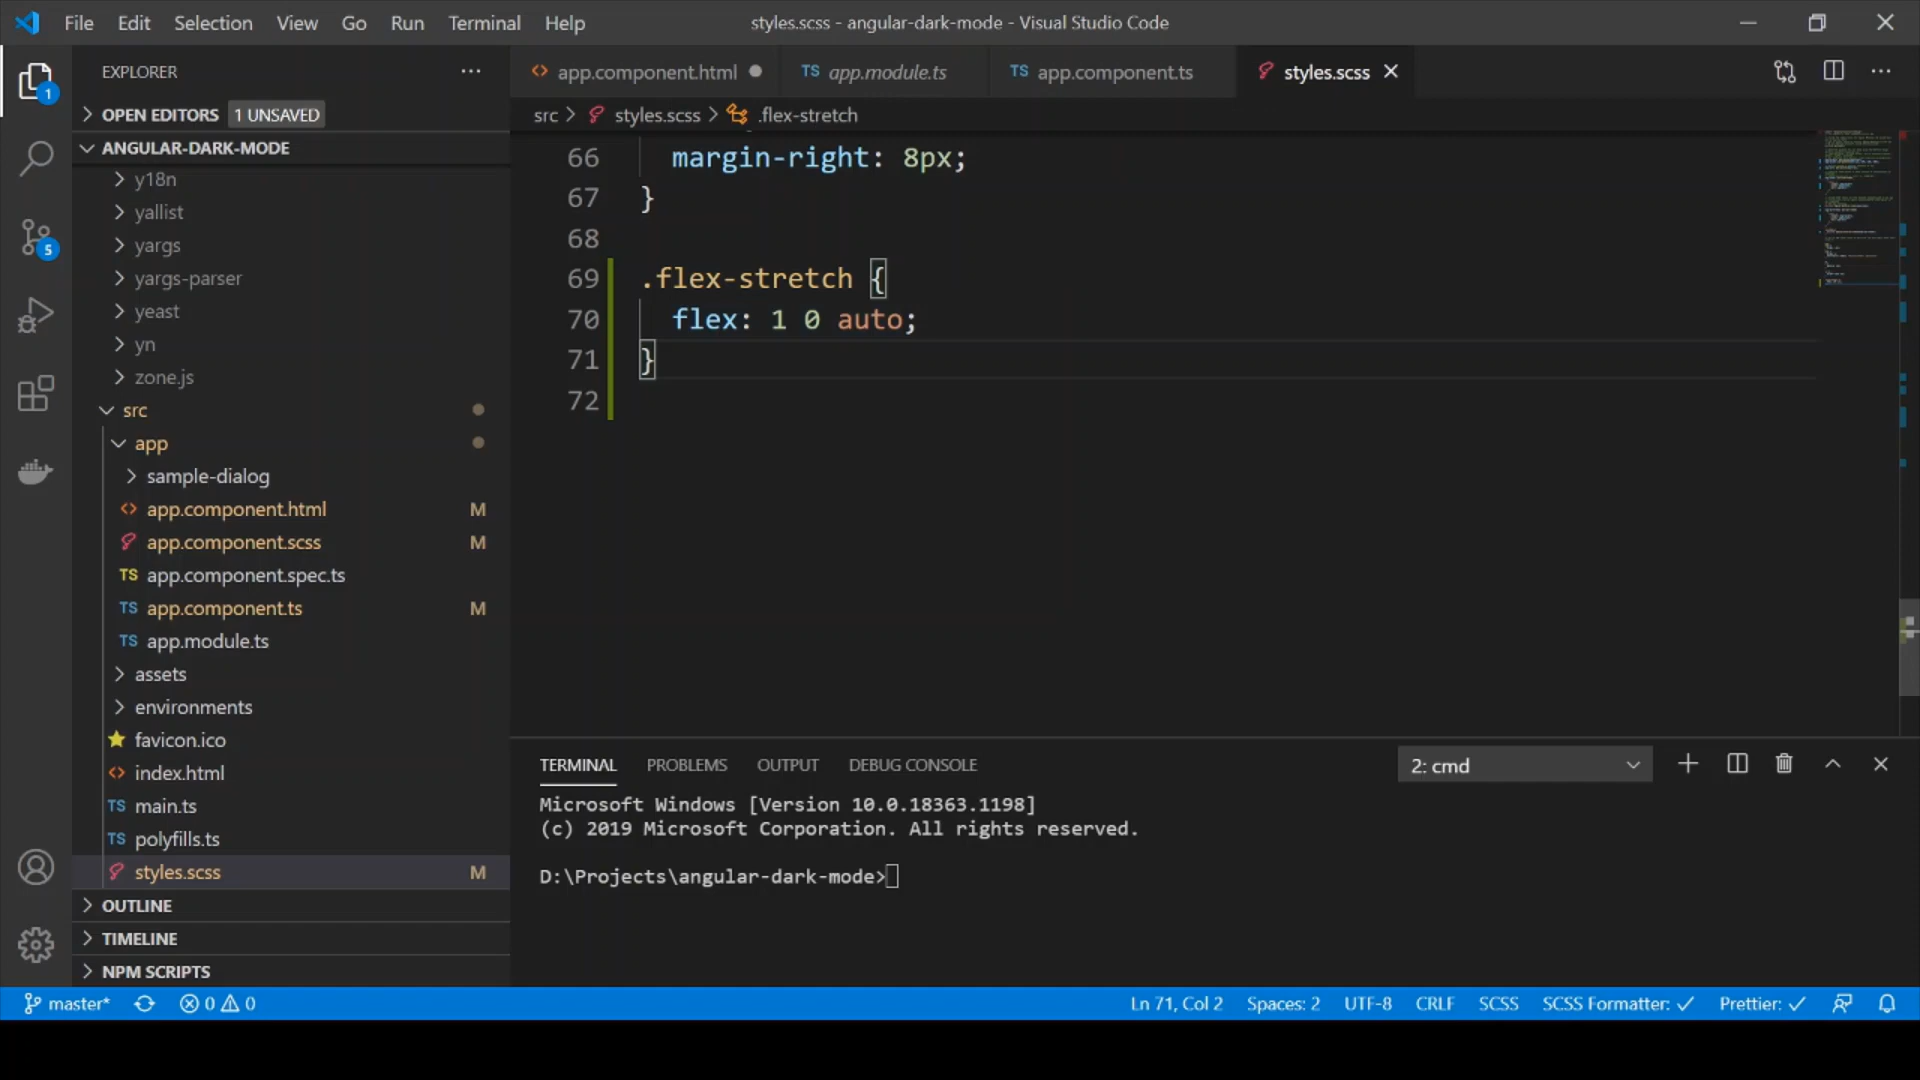 File Edit Selection View Go Run Terminal Help
styles.scss - angular-dark-mode - Visual Studio Code
EXPLORER
1
5
OPEN EDITORS 1 UNSAVED
ANGULAR-DARK-MODE
y18n
yallist
yargs
yargs-parser
yeast
yn
zone.js
src
app
sample-dialog
app.component.html M
app.component.scss M
TS app.component.spec.ts
TS app.component.ts M
TS app.module.ts
assets
environments
favicon.ico
index.html
TS main.ts
TS polyfills.ts
styles.scss M
OUTLINE
TIMELINE
NPM SCRIPTS
app.component.html
TS app.module.ts
TS app.component.ts
styles.scss
src > styles.scss > .flex-stretch
66 margin-right: 8px;
67 }
68
69 .flex-stretch {
70 flex: 1 0 auto;
71 }
72
TERMINAL PROBLEMS OUTPUT DEBUG CONSOLE 2: cmd
Microsoft Windows [Version 10.0.18363.1198]
(c) 2019 Microsoft Corporation. All rights reserved.
D:\Projects\angular-dark-mode>
master* 0 0 Ln 71, Col 2 Spaces: 2 UTF-8 CRLF SCSS SCSS Formatter: ✓ Prettier: ✓